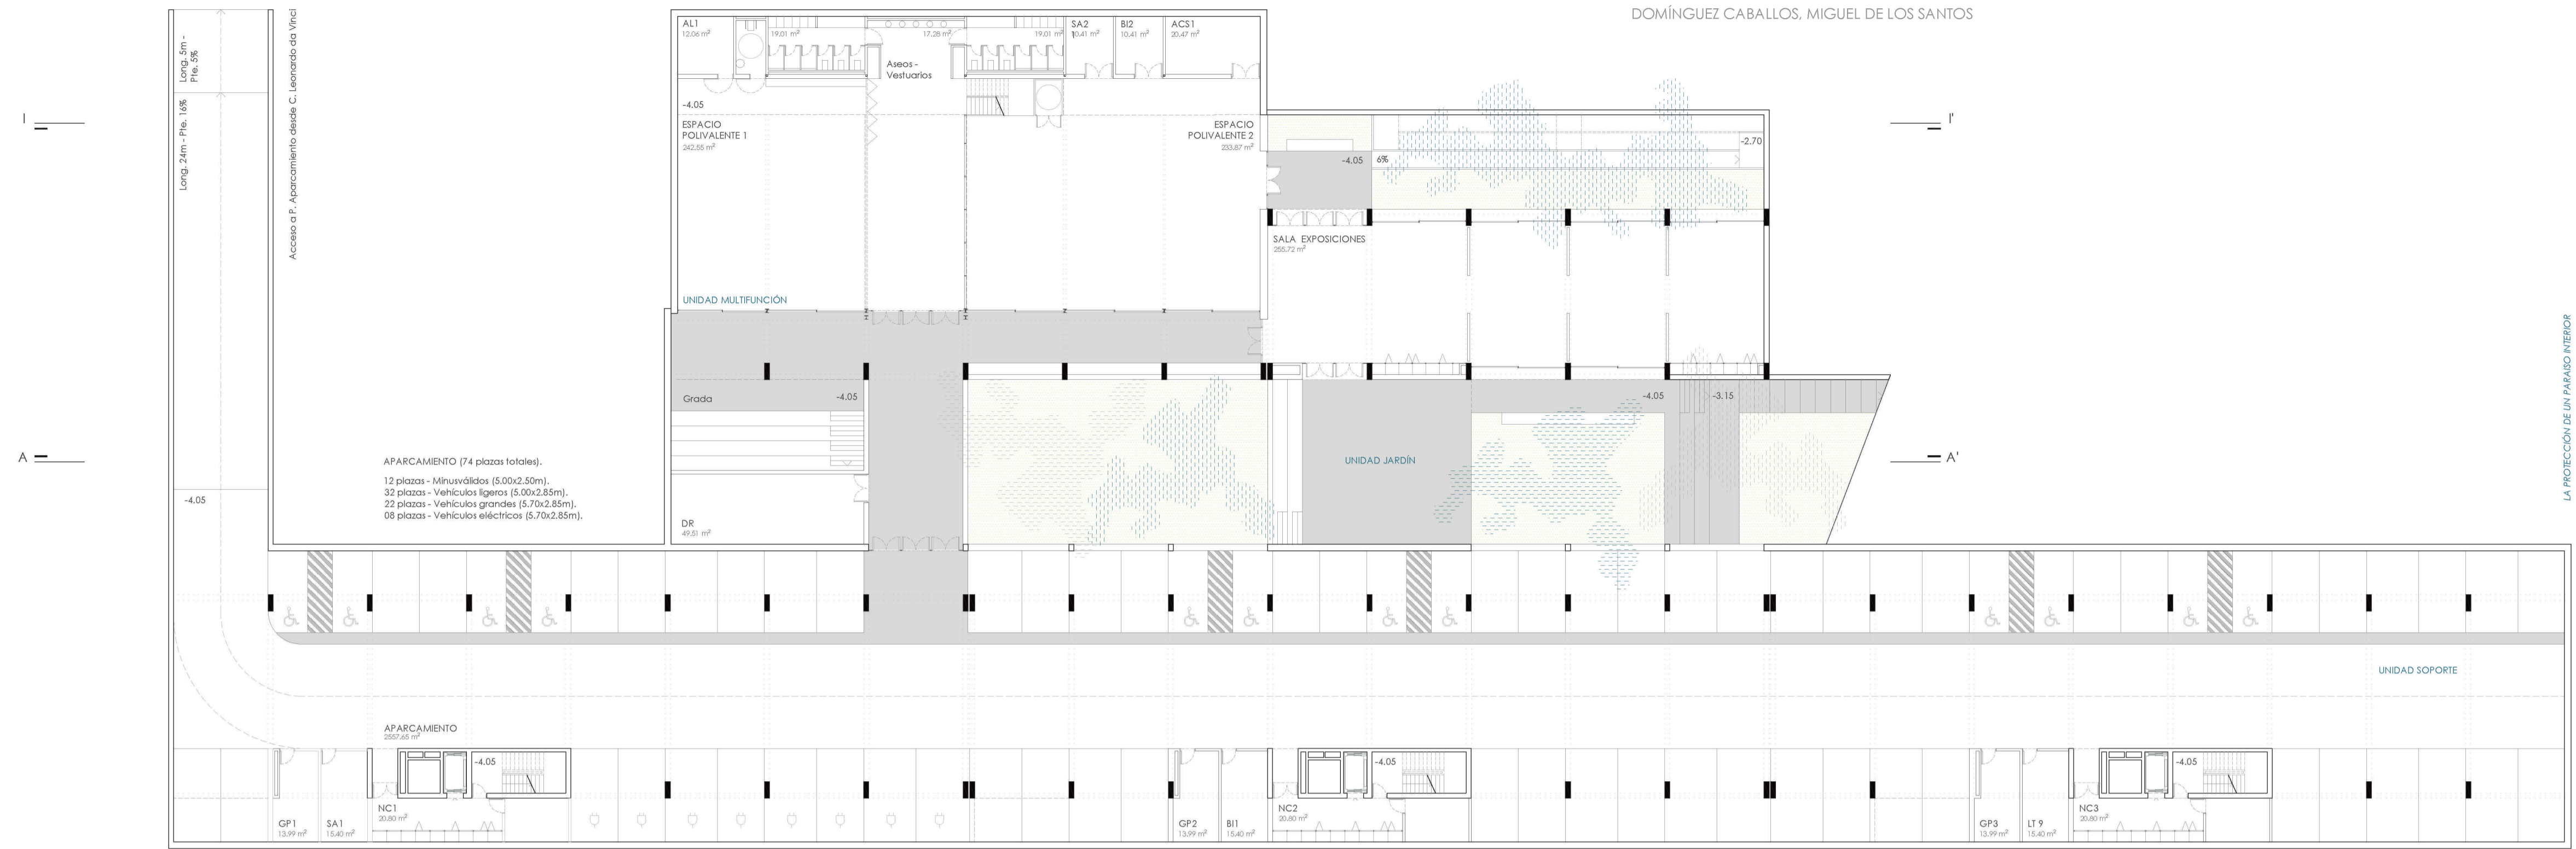 DOMÍNGUEZ CABALLOS, MIGUEL DE LOS SANTOS
Long. 5m -
Pte. 5%
Long. 24m - Pte. 16%
Acceso a P. Aparcamiento desde C. Leonardo da Vinci
AL1
12.06 m²
19.01 m²
17.28 m²
19.01 m²
SA2
10.41 m²
BI2
10.41 m²
ACS1
20.47 m²
Aseos -
Vestuarios
-4.05
I
I'
ESPACIO
POLIVALENTE 1
242.55 m²
ESPACIO
POLIVALENTE 2
233.87 m²
-4.05
6%
-2.70
SALA EXPOSICIONES
255.72 m²
UNIDAD MULTIFUNCIÓN
LA PROTECCIÓN DE UN PARAISO INTERIOR
Grada
-4.05
-4.05
-3.15
A
A'
UNIDAD JARDÍN
APARCAMIENTO (74 plazas totales).
12 plazas - Minusválidos (5.00x2.50m).
32 plazas - Vehículos ligeros (5.00x2.85m).
22 plazas - Vehículos grandes (5.70x2.85m).
08 plazas - Vehículos eléctricos (5.70x2.85m).
-4.05
DR
49.51 m²
UNIDAD SOPORTE
APARCAMIENTO
2557.65 m²
-4.05
-4.05
-4.05
GP1
13.99 m²
SA1
15.40 m²
NC1
20.80 m²
GP2
13.99 m²
BI1
15.40 m²
NC2
20.80 m²
GP3
13.99 m²
LT 9
15.40 m²
NC3
20.80 m²